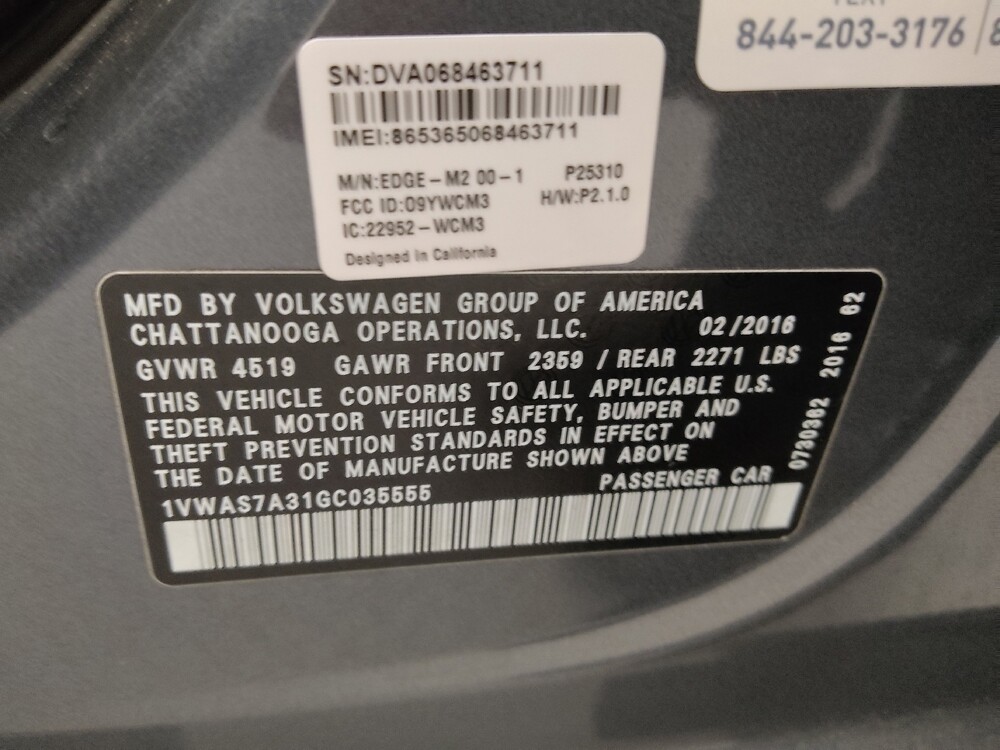 844-203-3176
SN:DVA068463711
IMEI:865365068463711
M/N:EDGE-M2 00-1 P25310
FCC ID:O9YWCM3 H/W:P2.1.0
IC:22952-WCM3
Designed in California
MFD BY VOLKSWAGEN GROUP OF AMERICA
CHATTANOOGA OPERATIONS, LLC. 02/2016
GVWR 4519 GAWR FRONT 2359 / REAR 2271 LBS
THIS VEHICLE CONFORMS TO ALL APPLICABLE U.S.
FEDERAL MOTOR VEHICLE SAFETY, BUMPER AND
THEFT PREVENTION STANDARDS IN EFFECT ON
THE DATE OF MANUFACTURE SHOWN ABOVE
1VWAS7A31GC035555 PASSENGER CAR
0730382 2016 02